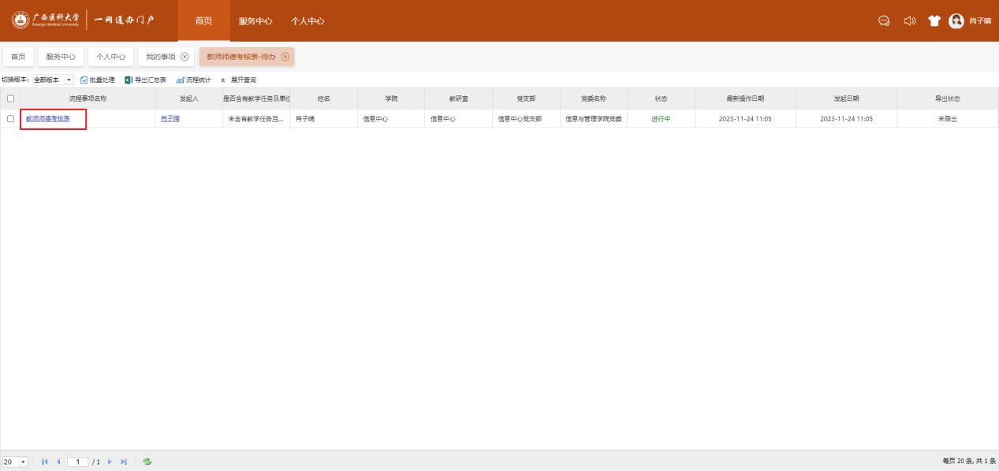 广西医科大学 一网通办门户 首页 服务中心 个人中心 肖子晴
Guangxi Medical University
首页 服务中心 个人中心 我的事项 教师师德考核表-待办
切换版本: 全部版本 批量处理 导出汇总表 流程统计 展开查询
流程事项名称 发起人 是否含有教学任务及单位 姓名 学院 教研室 党支部 党委名称 状态 最新操作日期 发起日期 导出状态
教师师德考核表 肖子晴 未含有教学任务且... 肖子晴 信息中心 信息中心 信息中心党支部 信息与管理学院党委 进行中 2023-11-24 11:05 2023-11-24 11:05 未导出
20 1 / 1 每页 20 条, 共 1 条